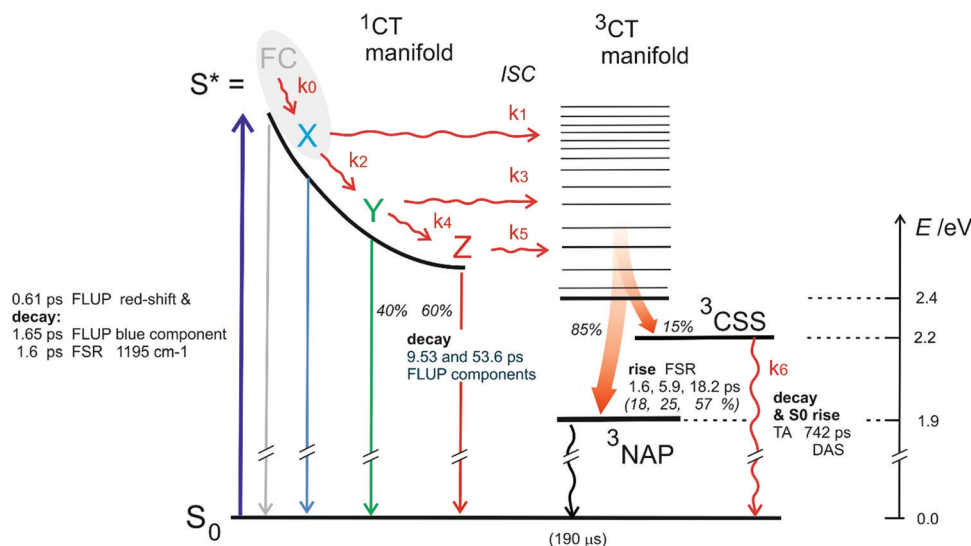 ¹CT
manifold
³CT
manifold
ISC
S* =
FC
k0
X
k1
k2
Y
k3
k4
Z
k5
E /eV
0.61 ps FLUP red-shift &
decay:
1.65 ps FLUP blue component
1.6 ps FSR 1195 cm-1
40% 60%
decay
9.53 and 53.6 ps
FLUP components
85%
15%
³CSS
2.4
2.2
rise FSR
1.6, 5.9, 18.2 ps
(18, 25, 57 %)
k6
decay
& S0 rise
TA 742 ps
DAS
1.9
³NAP
S₀
0.0
(190 µs)